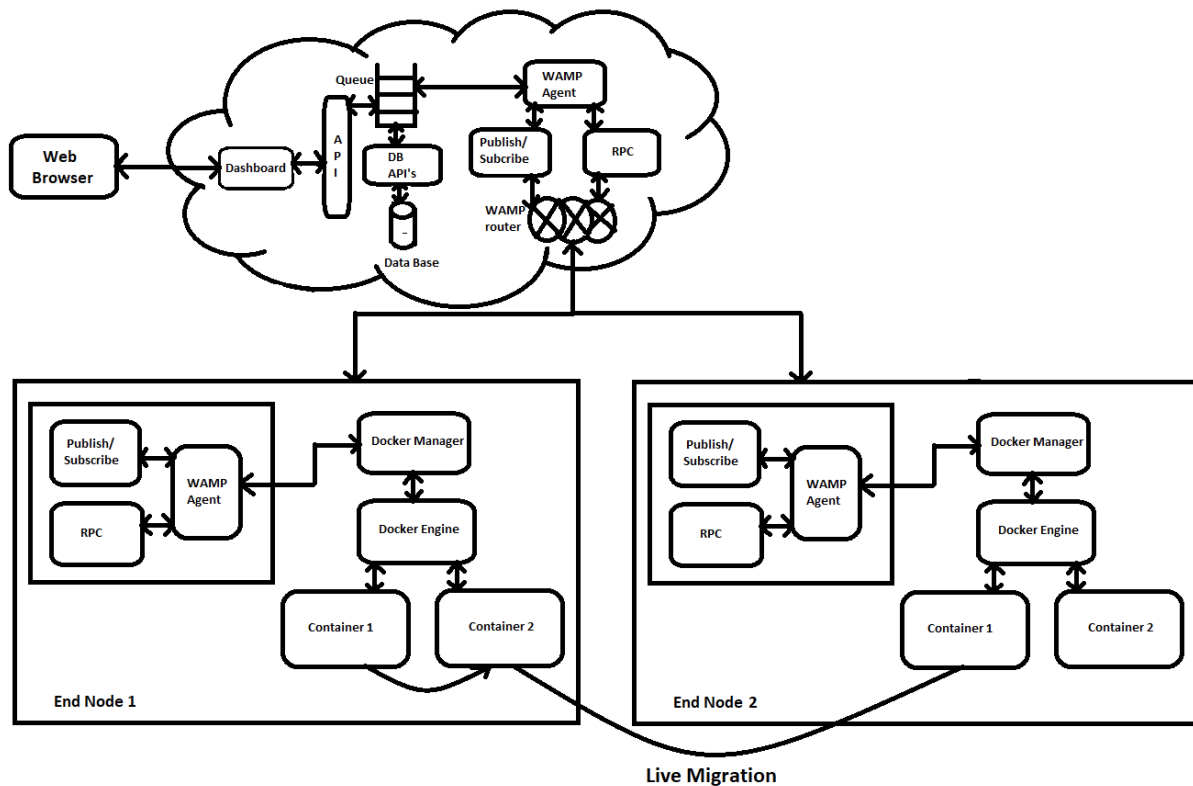 Queue
WAMP
Agent
A
P
I
Publish/
Subcribe
RPC
Web
Browser
Dashboard
DB
API's
WAMP
router
Data Base
Publish/
Subscribe
WAMP
Agent
RPC
Docker Manager
Docker Engine
Container 1
Container 2
End Node 1
Publish/
Subscribe
WAMP
Agent
RPC
Docker Manager
Docker Engine
Container 1
Container 2
End Node 2
Live Migration